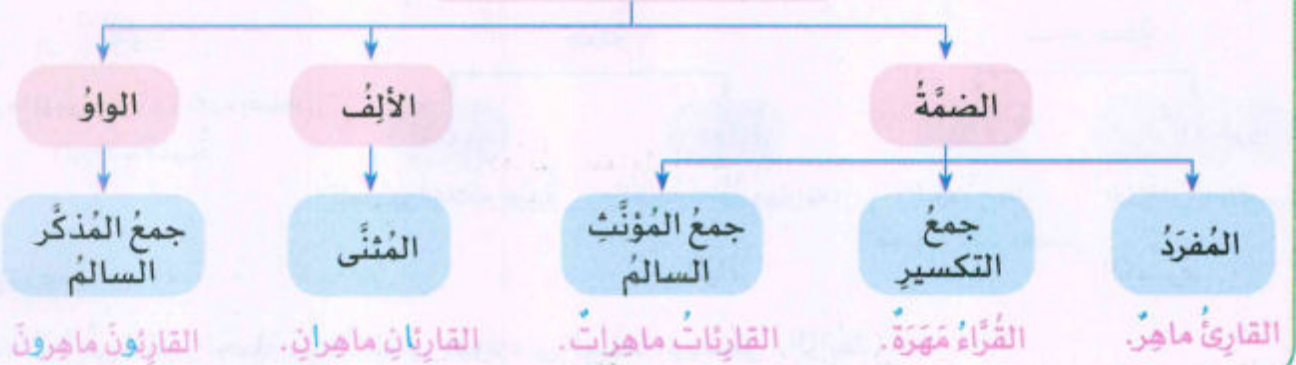 الضمَّةُ
الألِفُ
الواوُ
المُفرَدُ
جمعُ
التكسيرِ
جمعُ المُؤنَّثِ
السالمُ
المُثنَّى
جمعُ المُذكَّر
السالمُ
القارِئُ ماهِرٌ.
القُرَّاءُ مَهَرَةٌ.
القارِئاتُ ماهِراتٌ.
القارِئانِ ماهِرانِ.
القارِئونَ ماهِرونَ